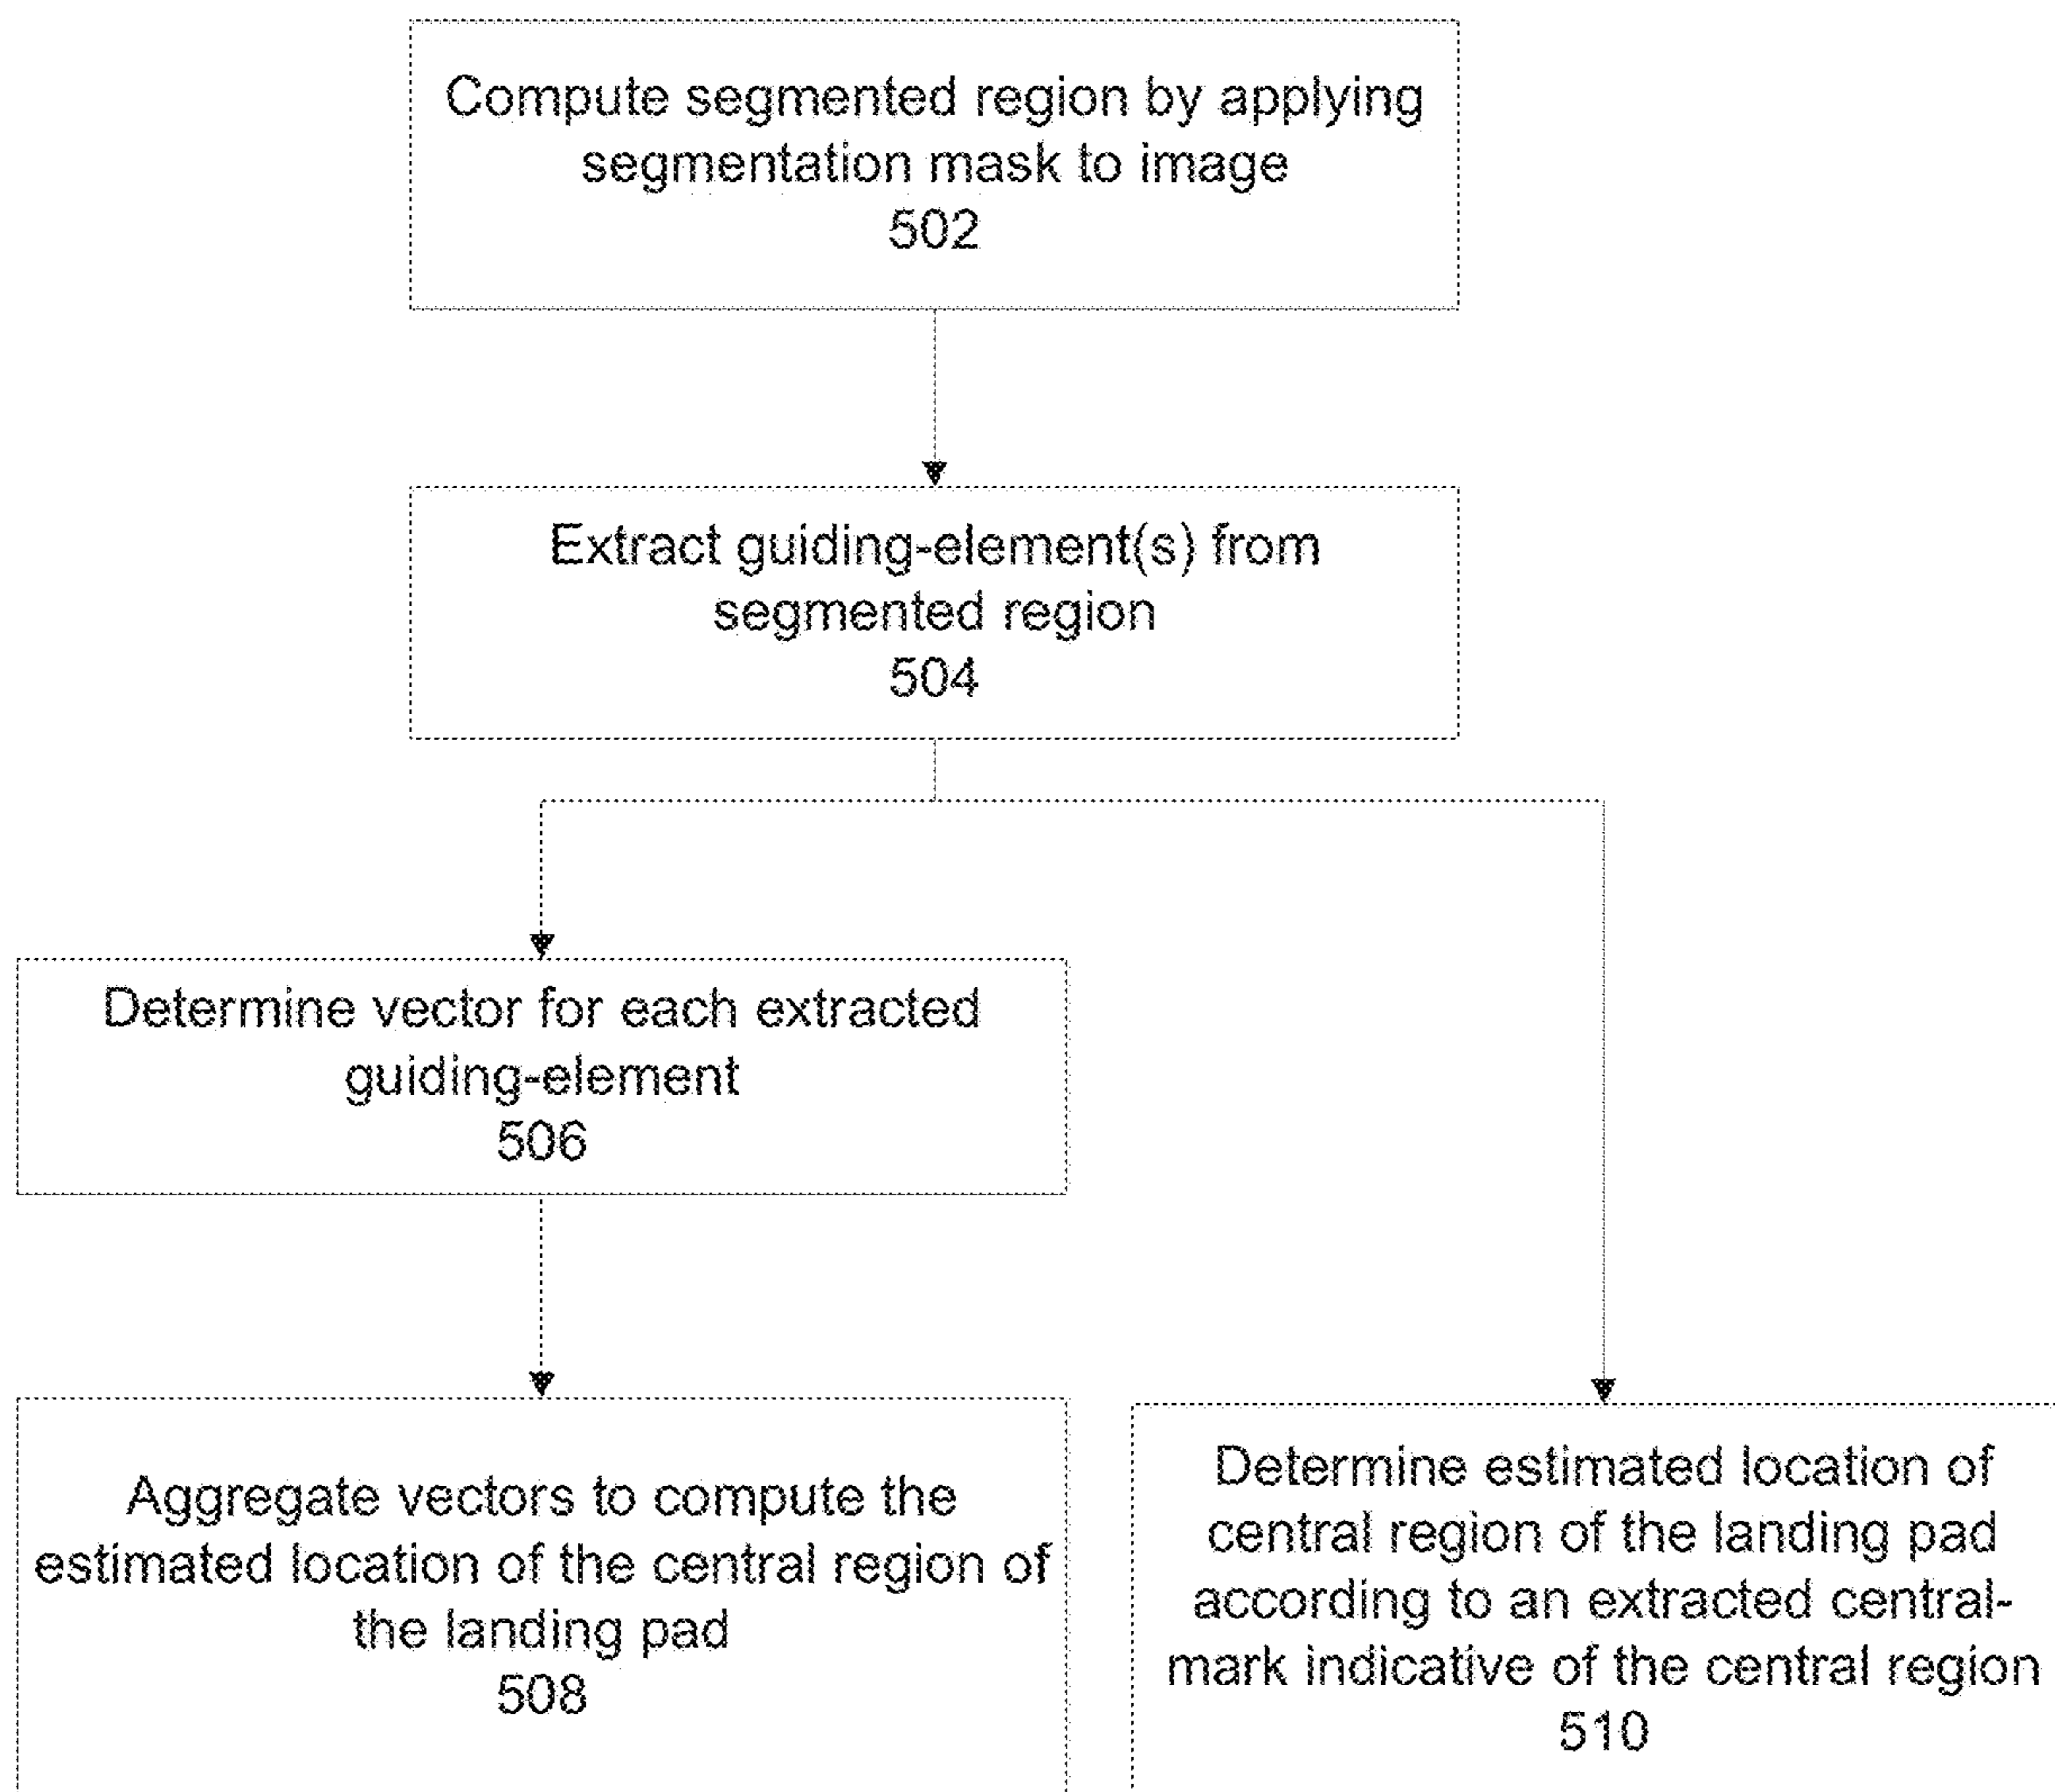 Compute segmented region by applying
segmentation mask to image
502
Extract guiding-element(s) from
segmented region
504
Determine vector for each extracted
guiding-element
506
Aggregate vectors to compute the
estimated location of the central region of
the landing pad
508
Determine estimated location of
central region of the landing pad
according to an extracted central-
mark indicative of the central region
510